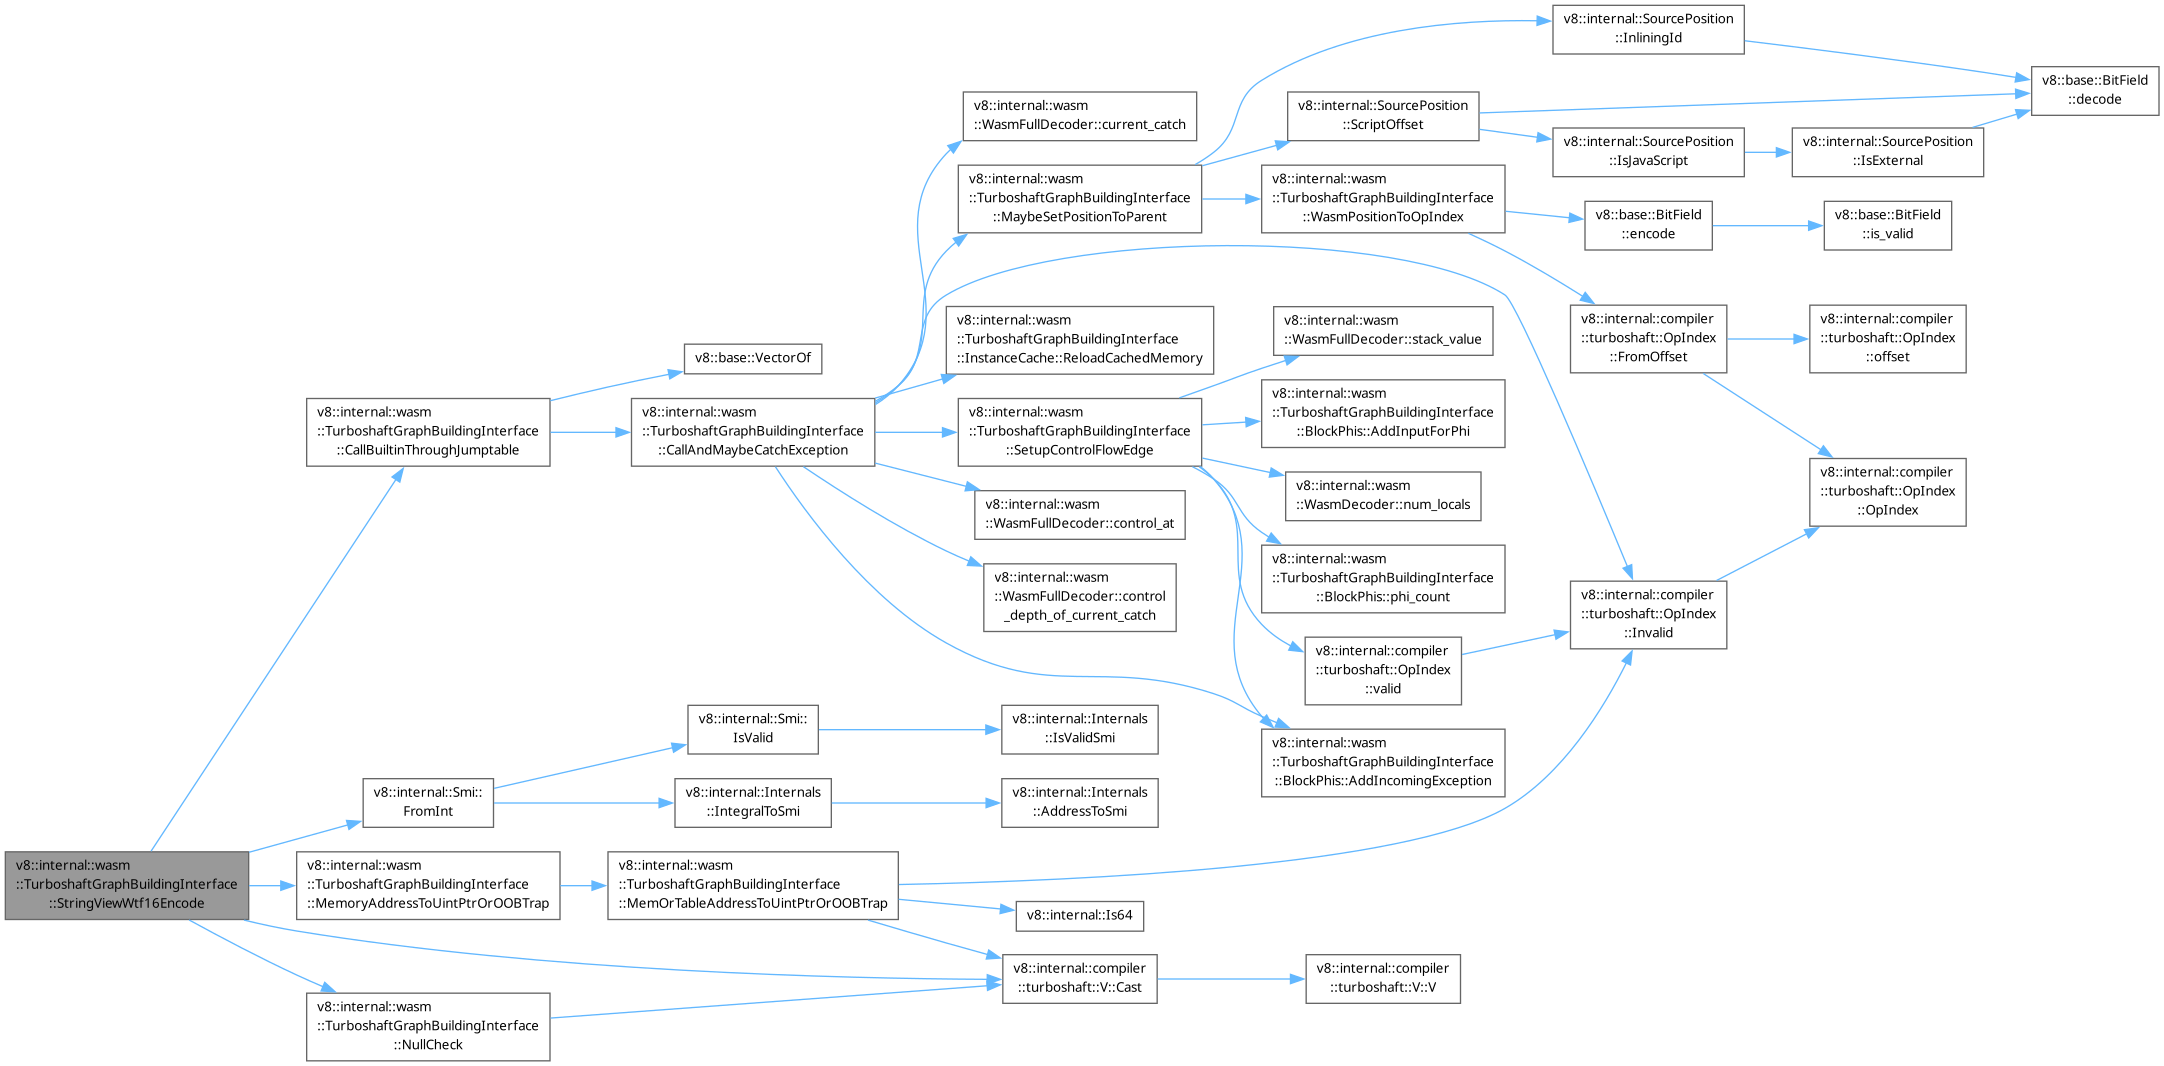 v8::internal::SourcePosition
::InliningId
v8::base::BitField
::decode
v8::internal::wasm
::WasmFullDecoder::current_catch
v8::internal::SourcePosition
::ScriptOffset
v8::internal::SourcePosition
::IsJavaScript
v8::internal::SourcePosition
::IsExternal
v8::internal::wasm
::TurboshaftGraphBuildingInterface
::MaybeSetPositionToParent
v8::internal::wasm
::TurboshaftGraphBuildingInterface
::WasmPositionToOpIndex
v8::base::BitField
::encode
v8::base::BitField
::is_valid
v8::internal::wasm
::TurboshaftGraphBuildingInterface
::InstanceCache::ReloadCachedMemory
v8::internal::wasm
::WasmFullDecoder::stack_value
v8::internal::compiler
::turboshaft::OpIndex
::FromOffset
v8::internal::compiler
::turboshaft::OpIndex
::offset
v8::base::VectorOf
v8::internal::wasm
::TurboshaftGraphBuildingInterface
::CallBuiltinThroughJumptable
v8::internal::wasm
::TurboshaftGraphBuildingInterface
::CallAndMaybeCatchException
v8::internal::wasm
::TurboshaftGraphBuildingInterface
::SetupControlFlowEdge
v8::internal::wasm
::TurboshaftGraphBuildingInterface
::BlockPhis::AddInputForPhi
v8::internal::wasm
::WasmDecoder::num_locals
v8::internal::compiler
::turboshaft::OpIndex
::OpIndex
v8::internal::wasm
::WasmFullDecoder::control_at
v8::internal::wasm
::TurboshaftGraphBuildingInterface
::BlockPhis::phi_count
v8::internal::wasm
::WasmFullDecoder::control
_depth_of_current_catch
v8::internal::compiler
::turboshaft::OpIndex
::Invalid
v8::internal::compiler
::turboshaft::OpIndex
::valid
v8::internal::Smi::
IsValid
v8::internal::Internals
::IsValidSmi
v8::internal::wasm
::TurboshaftGraphBuildingInterface
::BlockPhis::AddIncomingException
v8::internal::Smi::
FromInt
v8::internal::Internals
::IntegralToSmi
v8::internal::Internals
::AddressToSmi
v8::internal::wasm
::TurboshaftGraphBuildingInterface
::StringViewWtf16Encode
v8::internal::wasm
::TurboshaftGraphBuildingInterface
::MemoryAddressToUintPtrOrOOBTrap
v8::internal::wasm
::TurboshaftGraphBuildingInterface
::MemOrTableAddressToUintPtrOrOOBTrap
v8::internal::Is64
v8::internal::compiler
::turboshaft::V::Cast
v8::internal::compiler
::turboshaft::V::V
v8::internal::wasm
::TurboshaftGraphBuildingInterface
::NullCheck